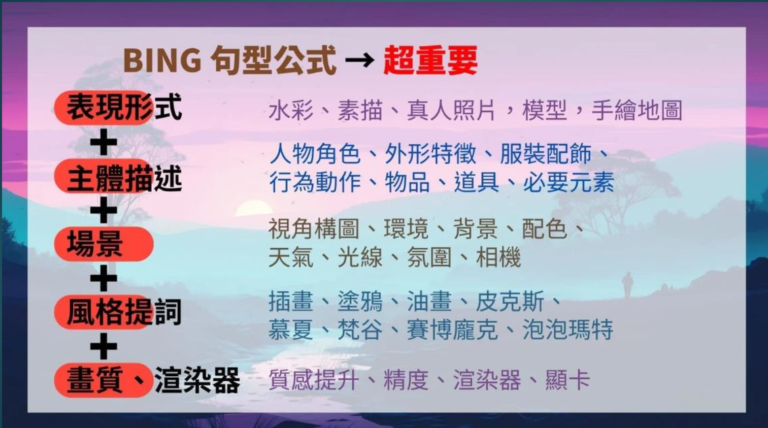 BING 句型公式 → 超重要
表現形式
水彩、素描、真人照片，模型，手繪地圖
+
主體描述
人物角色、外形特徵、服裝配飾、
行為動作、物品、道具、必要元素
+
場景
視角構圖、環境、背景、配色、
天氣、光線、氛圍、相機
+
風格提詞
插畫、塗鴉、油畫、皮克斯、
慕夏、梵谷、賽博龐克、泡泡瑪特
+
畫質、渲染器
質感提升、精度、渲染器、顯卡